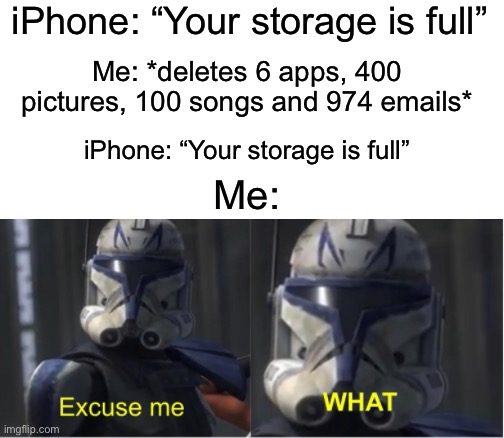 iPhone: “Your storage is full”
Me: *deletes 6 apps, 400
pictures, 100 songs and 974 emails*
iPhone: “Your storage is full”
Me:
Excuse me
WHAT
imgflip.com